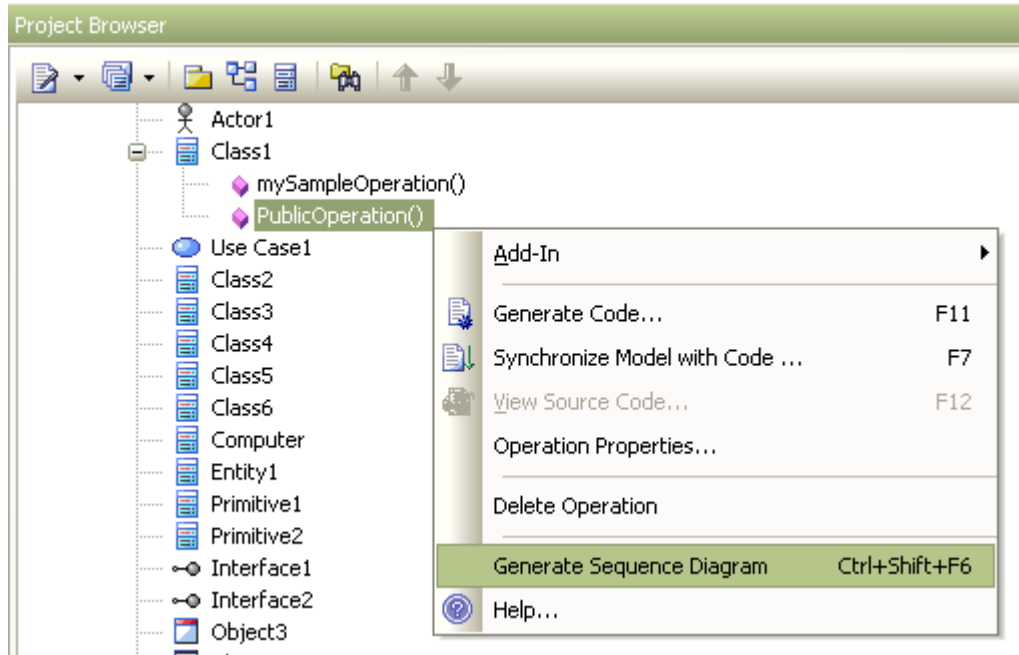 Project Browser
Actor1
Class1
mySampleOperation()
PublicOperation()
Use Case1
Class2
Class3
Class4
Class5
Class6
Computer
Entity1
Primitive1
Primitive2
Interface1
Interface2
Object3
Add-In
Generate Code... F11
Synchronize Model with Code ... F7
View Source Code... F12
Operation Properties...
Delete Operation
Generate Sequence Diagram Ctrl+Shift+F6
Help...